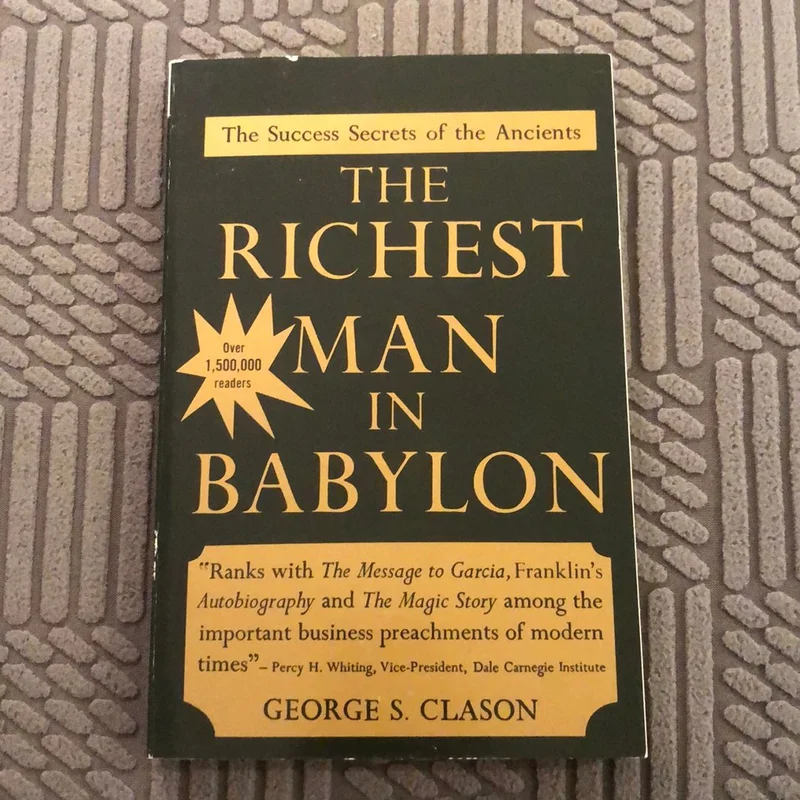 The Success Secrets of the Ancients
THE
RICHEST
MAN
IN
BABYLON
Over
1,500,000
readers
"Ranks with The Message to Garcia, Franklin's
Autobiography and The Magic Story among the
important business preachments of modern
times"– Percy H. Whiting, Vice-President, Dale Carnegie Institute
GEORGE S. CLASON